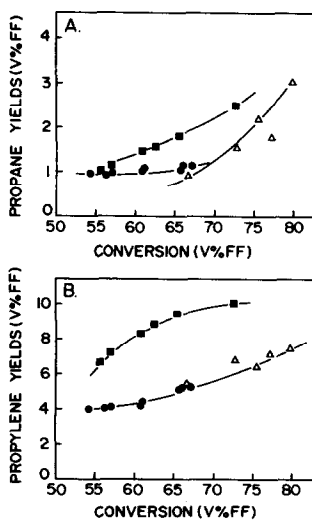 A.
PROPANE YIELDS (V%FF)
4
3
2
1
0
50 55 60 65 70 75 80
CONVERSION (V%FF)
B.
PROPYLENE YIELDS (V%FF)
10
8
6
4
2
0
50 55 60 65 70 75 80
CONVERSION (V%FF)